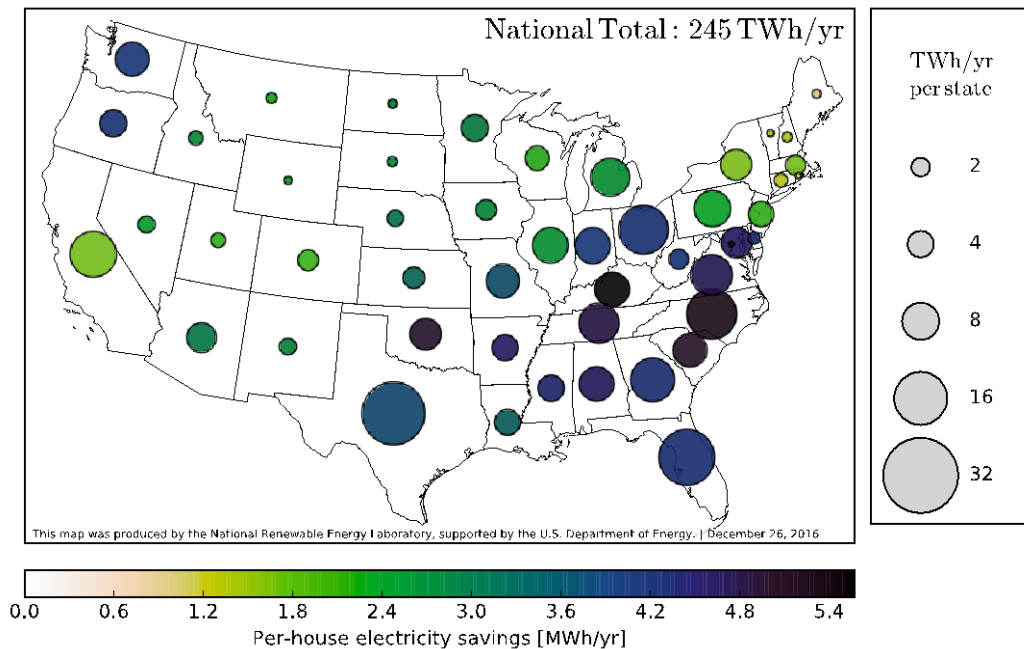 National Total: 245 TWh/yr
TWh/yr
per state
2
4
8
16
32
This map was produced by the National Renewable Energy Laboratory, supported by the U.S. Department of Energy. | December 26, 2016
0.0 0.6 1.2 1.8 2.4 3.0 3.6 4.2 4.8 5.4
Per-house electricity savings [MWh/yr]